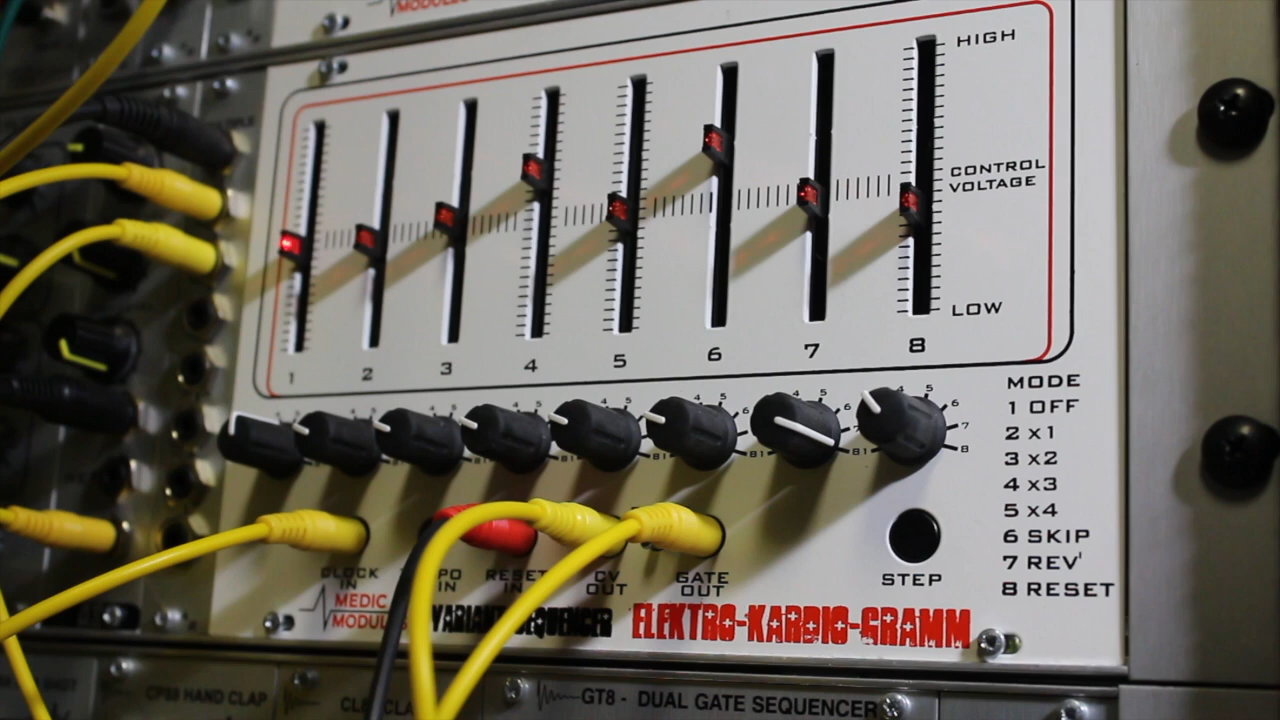 HIGH
CONTROL
VOLTAGE
LOW
1 2 3 4 5 6 7 8
MODE
1 OFF
2 x1
3 x2
4 x3
5 x4
6 SKIP
7 REV'
8 RESET
STEP
CLOCK
IN
IN
RESET
IN
CV
OUT
GATE
OUT
MEDIC
VARIANT SEQUENCER
ELEKTRO-KARDIO-GRAMM
CP88 HAND CLAP
GT8 - DUAL GATE SEQUENCER